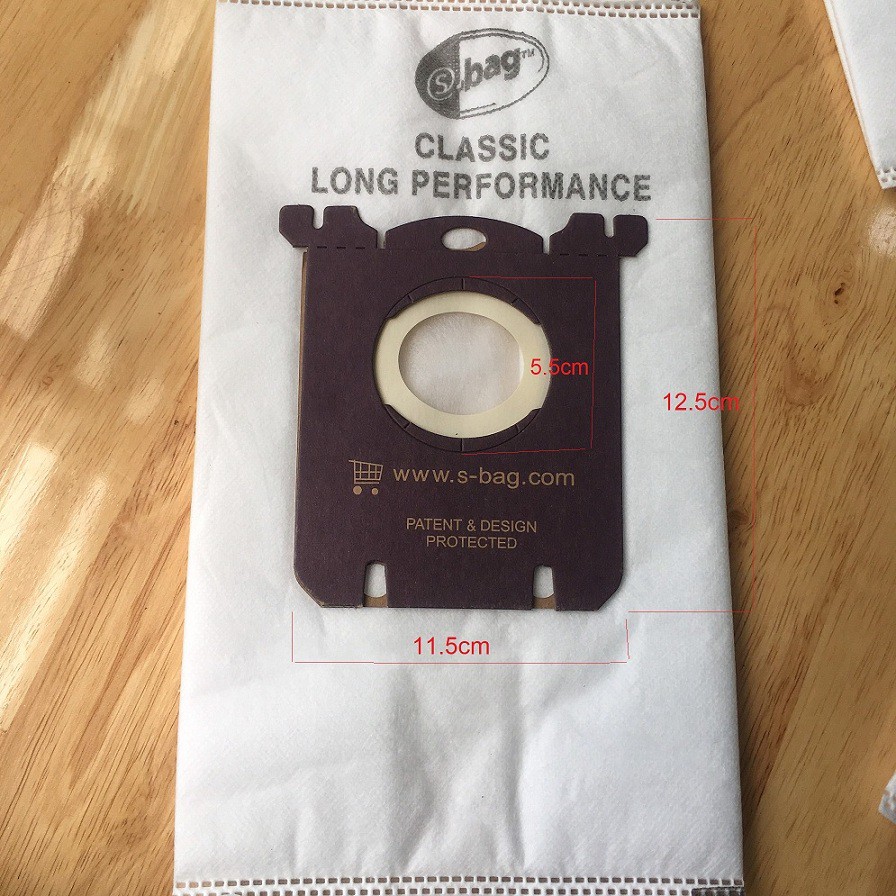 s-bag™
CLASSIC
LONG PERFORMANCE
5.5cm
12.5cm
www.s-bag.com
PATENT & DESIGN
PROTECTED
11.5cm